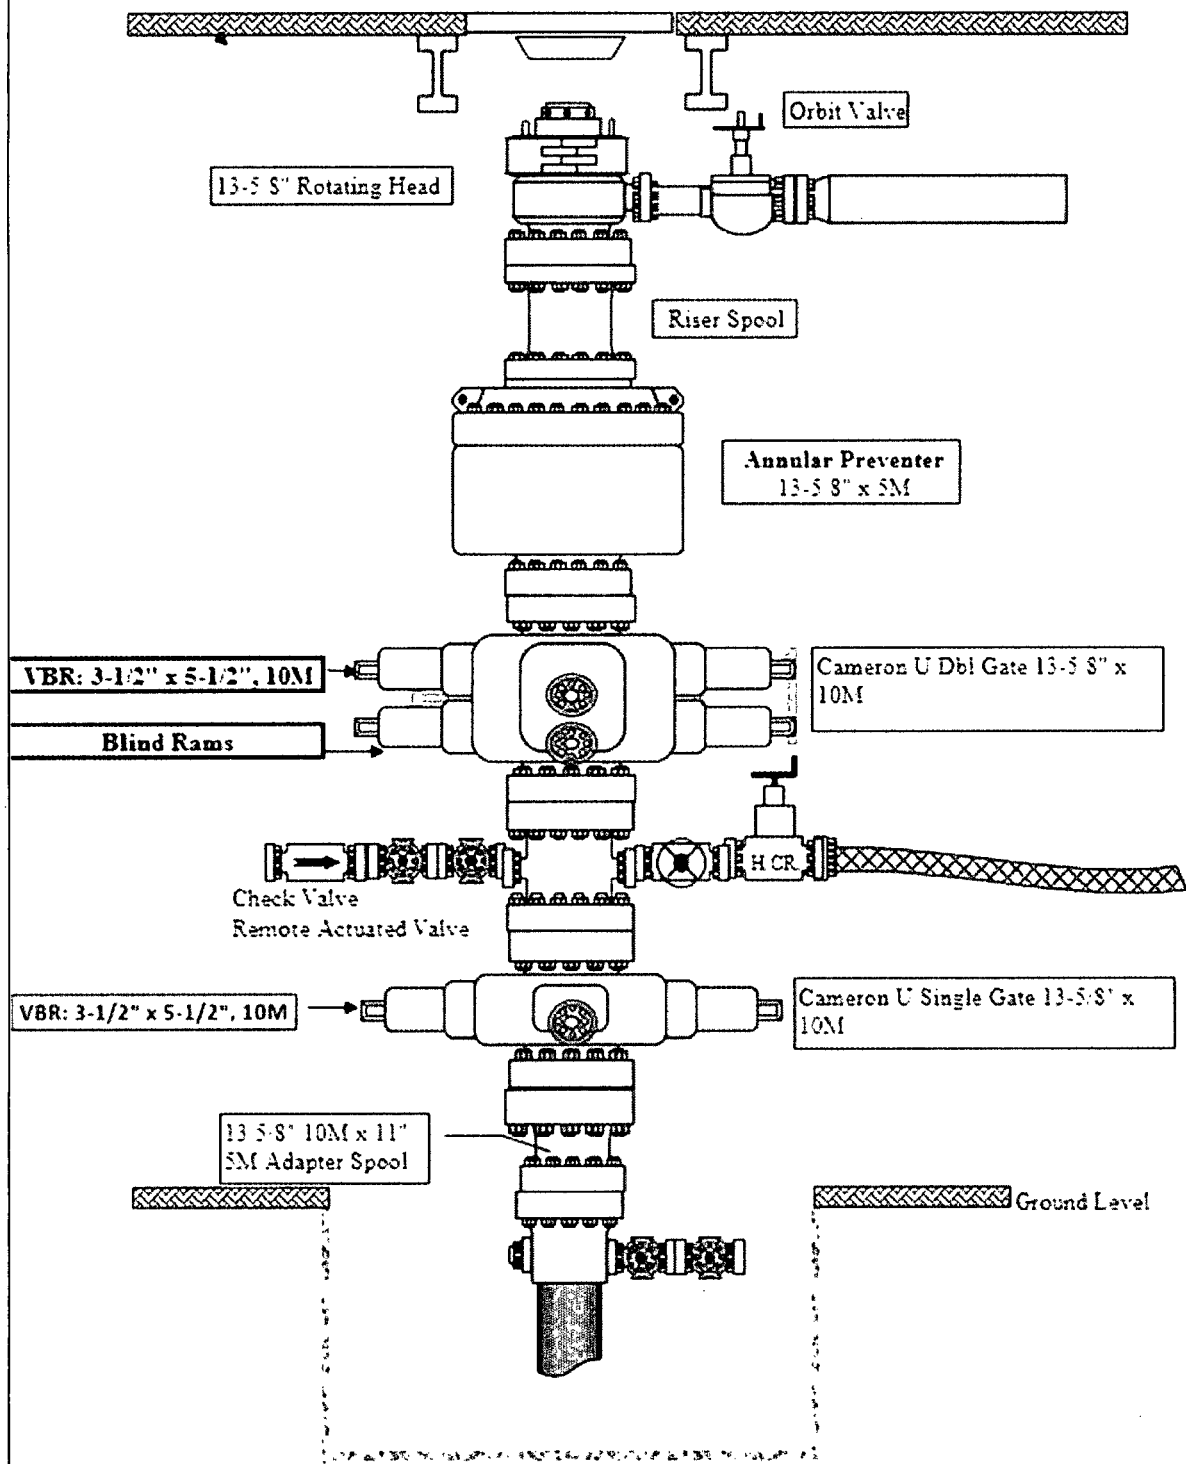 Orbit Valve
13-5 8" Rotating Head
Riser Spool
Annular Preventer
13-5 8" x 5M
VBR: 3-1/2" x 5-1/2", 10M
Cameron U Dbl Gate 13-5 8" x
10M
Blind Rams
H.CR.
Check Valve
Remote Actuated Valve
VBR: 3-1/2" x 5-1/2", 10M
Cameron U Single Gate 13-5/8" x
10M
13 5/8" 10M x 11"
5M Adapter Spool
Ground Level